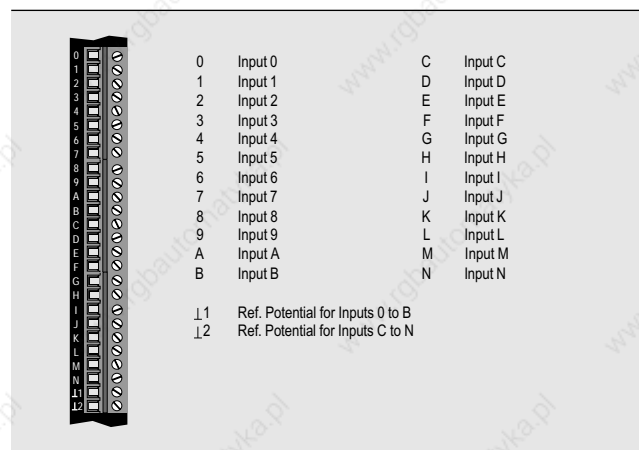 0
1
2
3
4
5
6
7
8
9
A
B
C
D
E
F
G
H
I
J
K
L
M
N
⊥1
⊥2
0 Input 0 C Input C
1 Input 1 D Input D
2 Input 2 E Input E
3 Input 3 F Input F
4 Input 4 G Input G
5 Input 5 H Input H
6 Input 6 I Input I
7 Input 7 J Input J
8 Input 8 K Input K
9 Input 9 L Input L
A Input A M Input M
B Input B N Input N
⊥1 Ref. Potential for Inputs 0 to B
⊥2 Ref. Potential for Inputs C to N
www.rgbautomatyka.pl